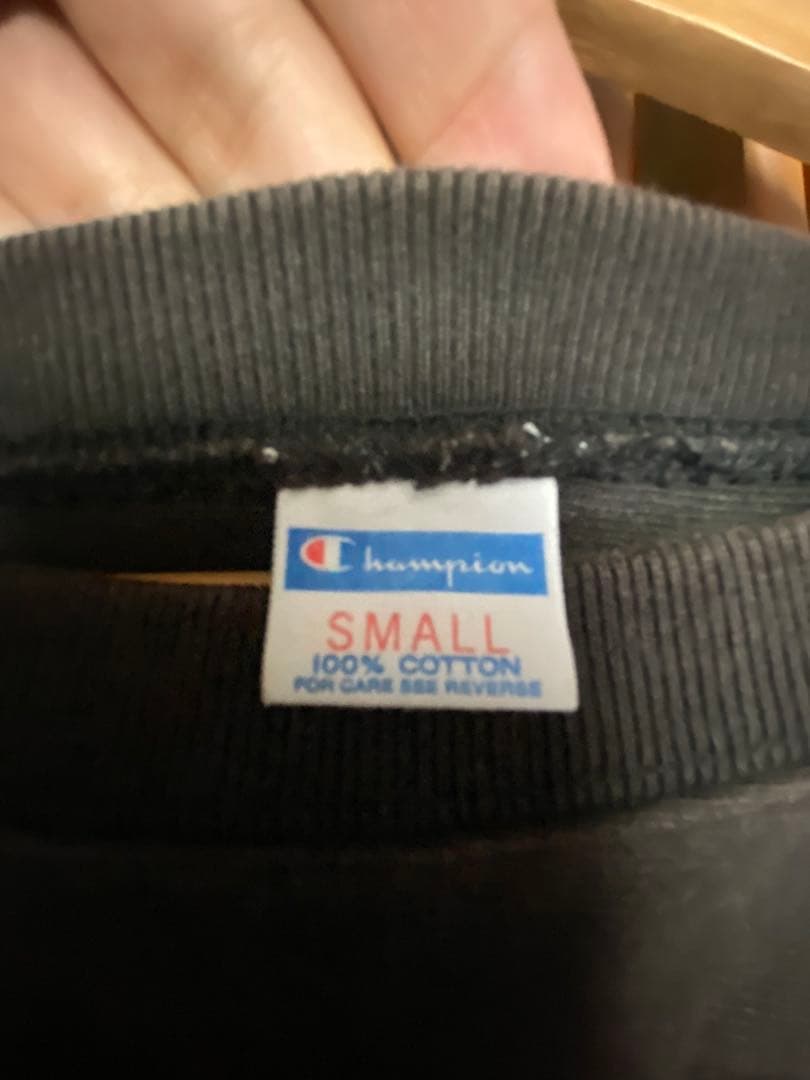 Champion
SMALL
100% COTTON
FOR CARE SEE REVERSE